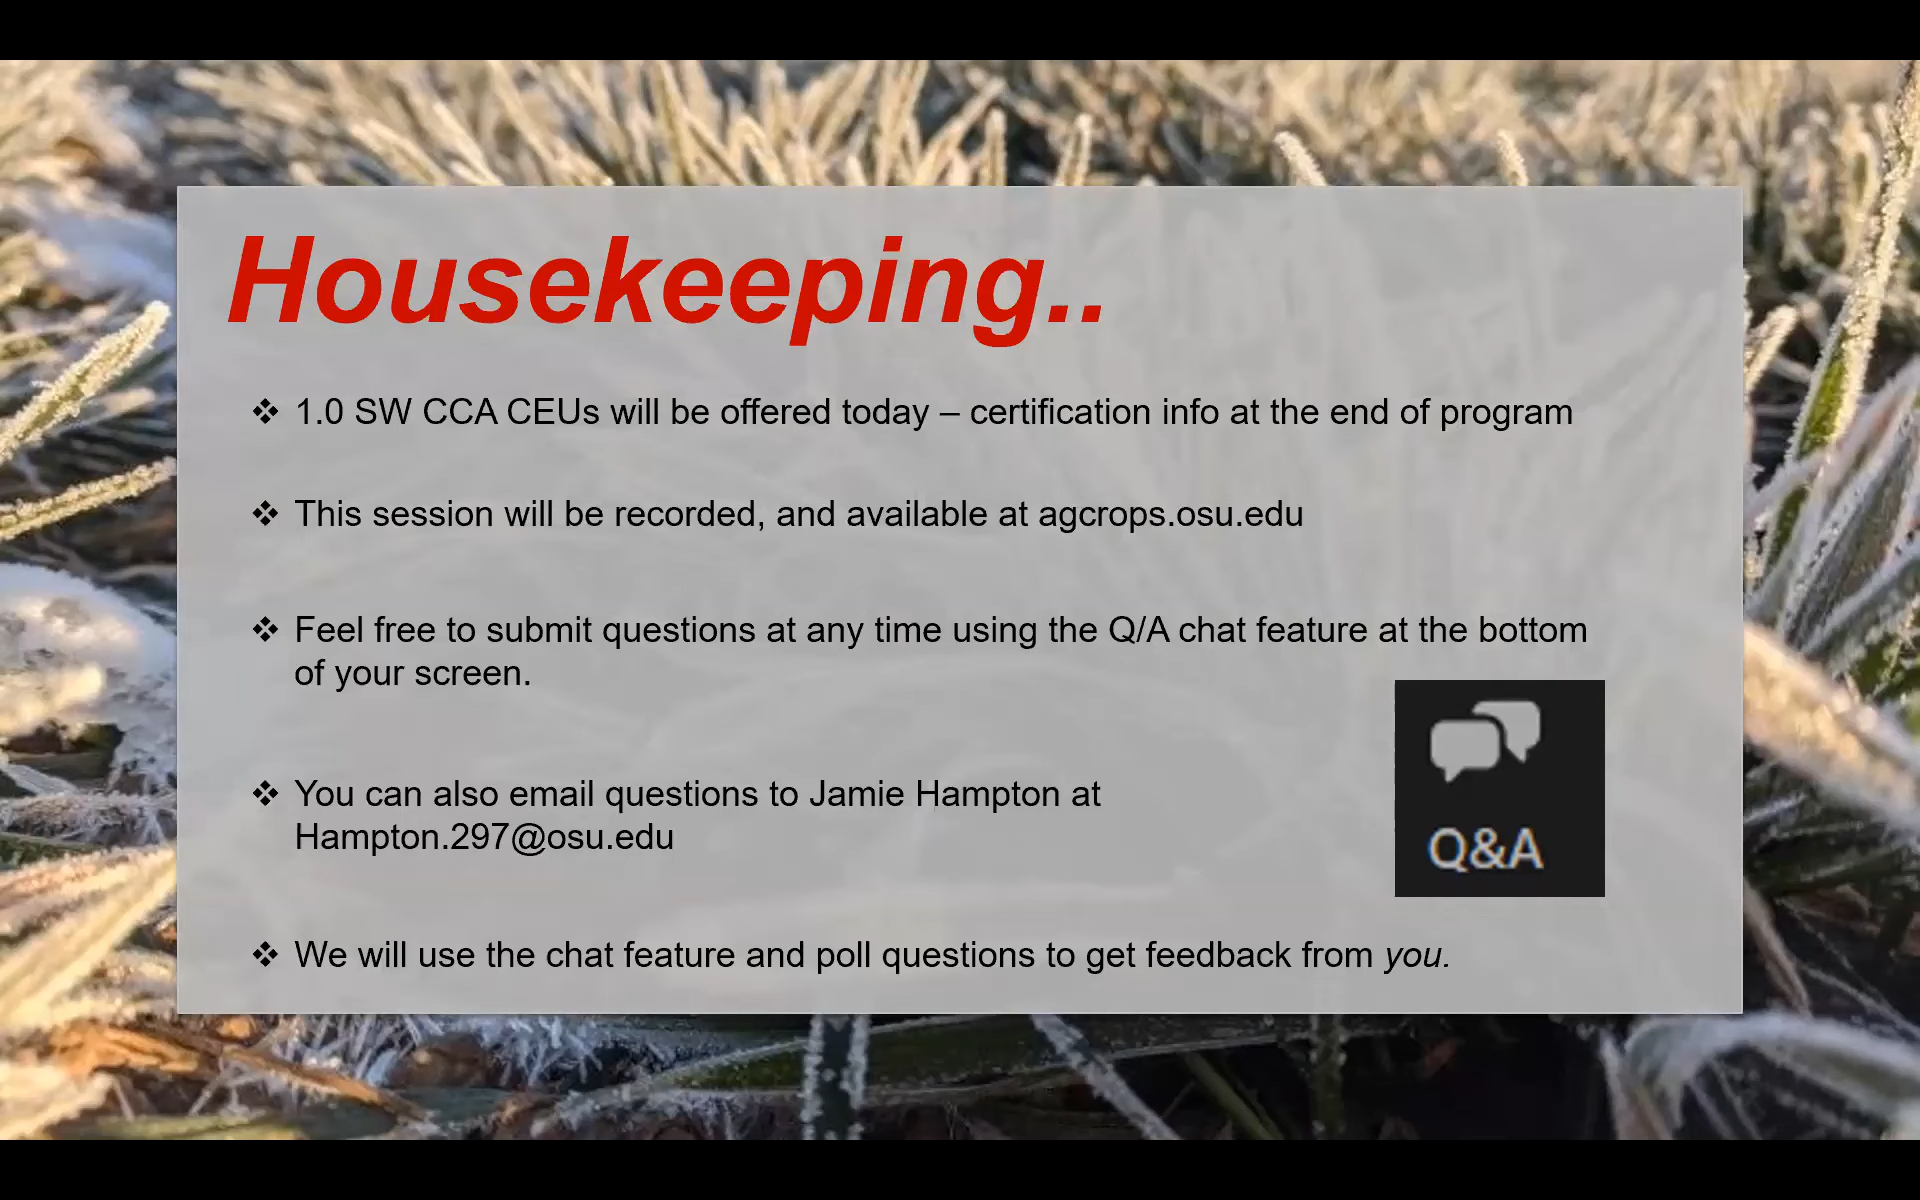 Housekeeping..
❖ 1.0 SW CCA CEUs will be offered today – certification info at the end of program
❖ This session will be recorded, and available at agcrops.osu.edu
❖ Feel free to submit questions at any time using the Q/A chat feature at the bottom
of your screen.
❖ You can also email questions to Jamie Hampton at
Hampton.297@osu.edu
Q&A
❖ We will use the chat feature and poll questions to get feedback from you.